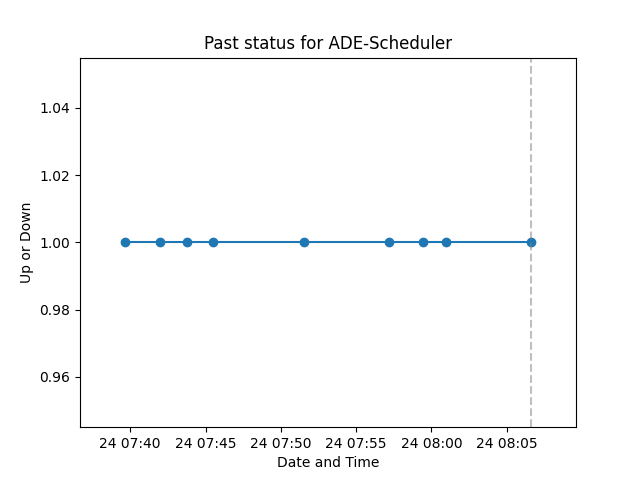 Past status for ADE-Scheduler
Up or Down
1.04
1.02
1.00
0.98
0.96
24 07:40 24 07:45 24 07:50 24 07:55 24 08:00 24 08:05
Date and Time